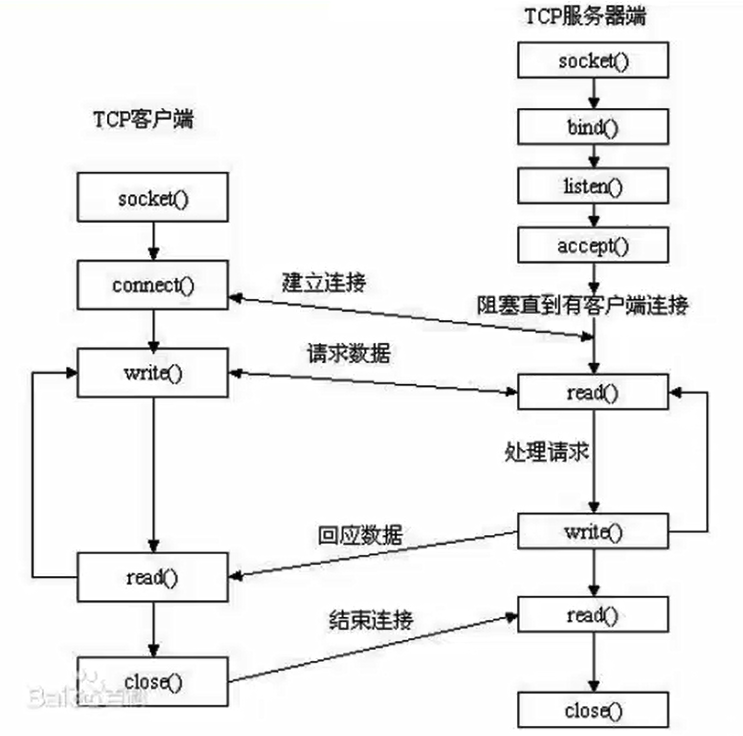 TCP服务器端
socket()
bind()
listen()
accept()
阻塞直到有客户端连接
read()
处理请求
write()
read()
close()
TCP客户端
socket()
connect()
write()
read()
close()
建立连接
请求数据
回应数据
结束连接
Baidu百科